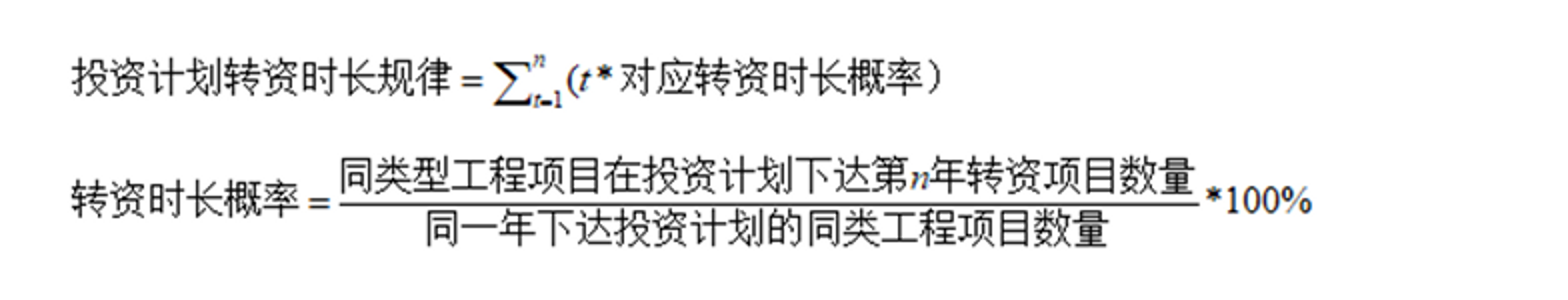 投资计划转资时长规律=∑_{t=1}^{n}(t*对应转资时长概率）
转资时长概率=\frac{同类型工程项目在投资计划下达第n年转资项目数量}{同一年下达投资计划的同类工程项目数量}*100%